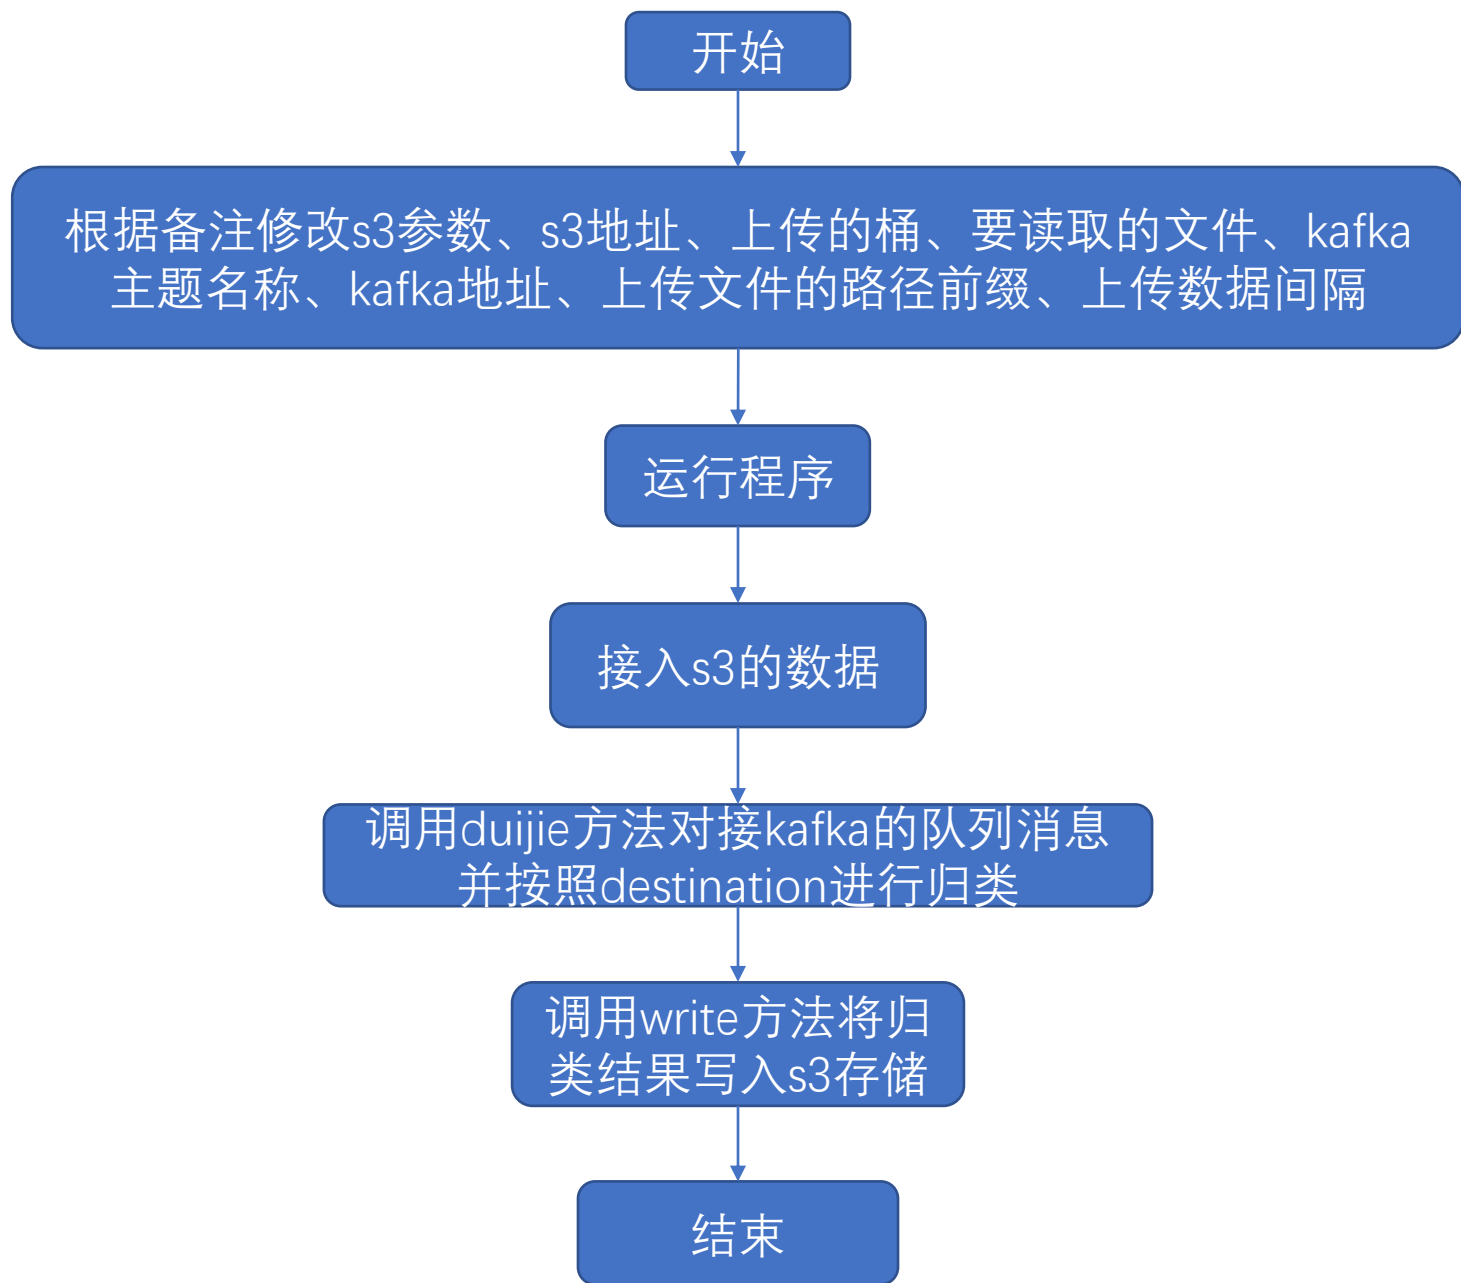 开始
根据备注修改s3参数、s3地址、上传的桶、要读取的文件、kafka
主题名称、kafka地址、上传文件的路径前缀、上传数据间隔
运行程序
接入s3的数据
调用duijie方法对接kafka的队列消息
并按照destination进行归类
调用write方法将归
类结果写入s3存储
结束